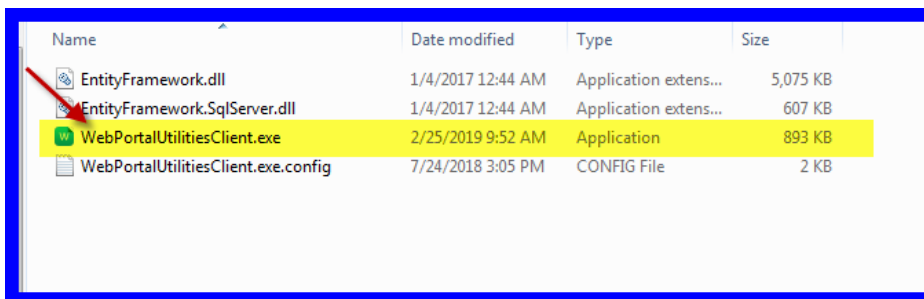 Name Date modified Type Size
EntityFramework.dll 1/4/2017 12:44 AM Application extens... 5,075 KB
EntityFramework.SqlServer.dll 1/4/2017 12:44 AM Application extens... 607 KB
W WebPortalUtilitiesClient.exe 2/25/2019 9:52 AM Application 893 KB
WebPortalUtilitiesClient.exe.config 7/24/2018 3:05 PM CONFIG File 2 KB